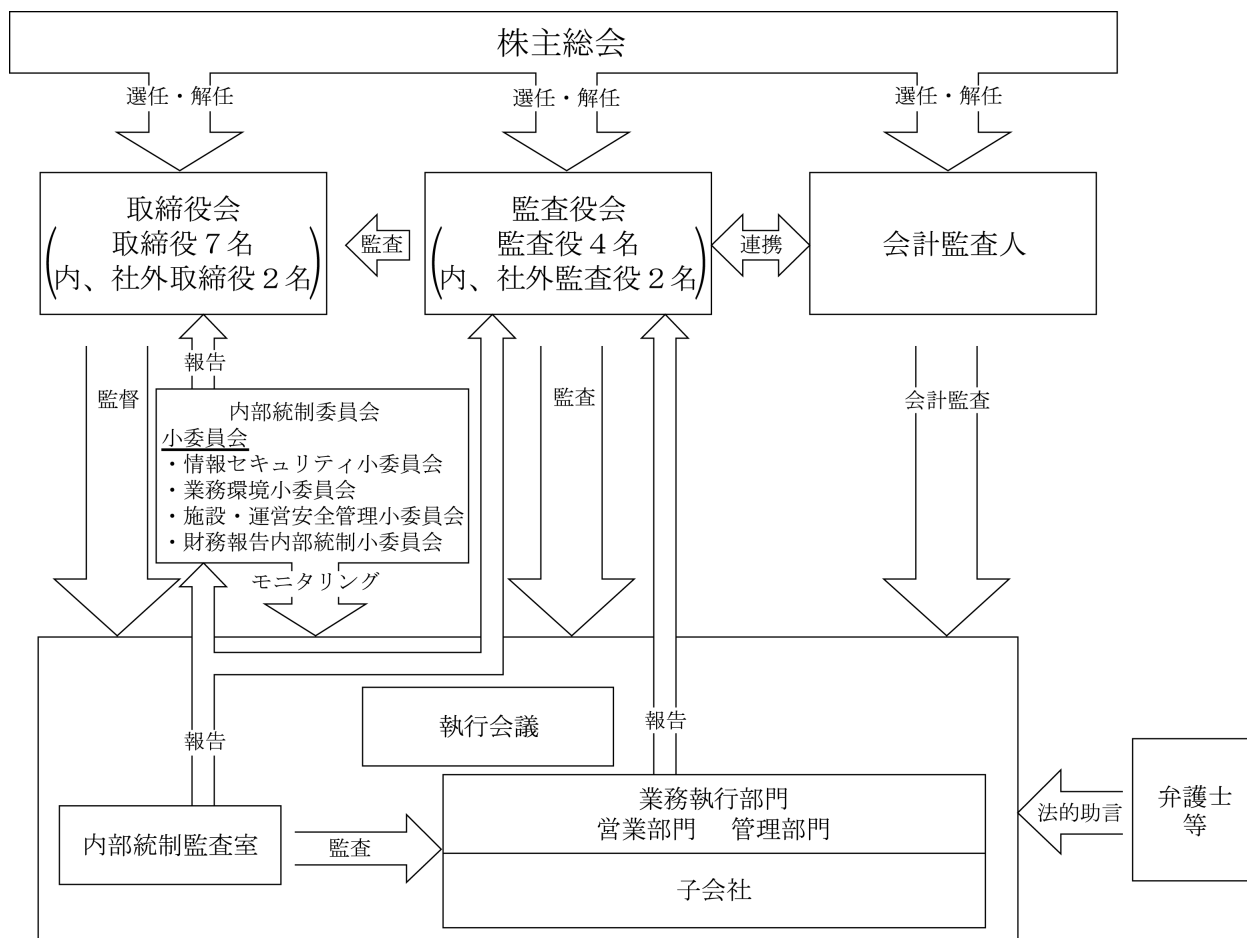 株主総会
選任・解任
選任・解任
選任・解任
取締役会
取締役7名
内、社外取締役2名
監査
監査役会
監査役4名
内、社外監査役2名
連携
会計監査人
報告
監督
内部統制委員会
小委員会
・情報セキュリティ小委員会
・業務環境小委員会
・施設・運営安全管理小委員会
・財務報告内部統制小委員会
モニタリング
監査
会計監査
執行会議
報告
報告
内部統制監査室
監査
業務執行部門
営業部門 管理部門
子会社
法的助言
弁護士
等